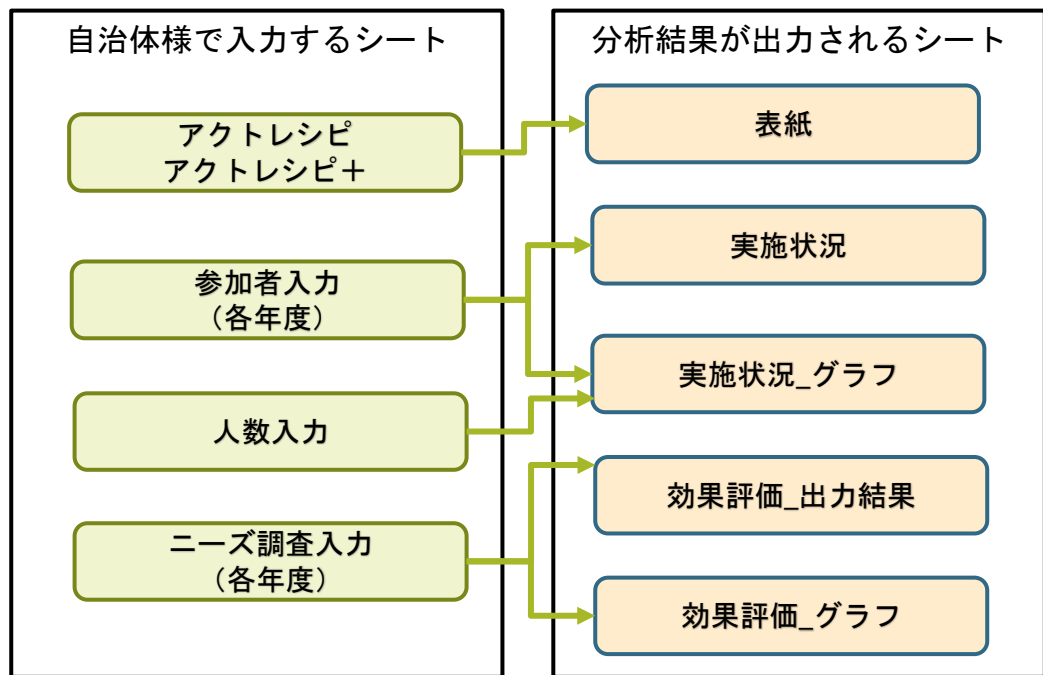 自治体様で入力するシート
アクトレシピ
アクトレシピ＋
参加者入力
（各年度）
人数入力
ニーズ調査入力
（各年度）
分析結果が出力されるシート
表紙
実施状況
実施状況_グラフ
効果評価_出力結果
効果評価_グラフ